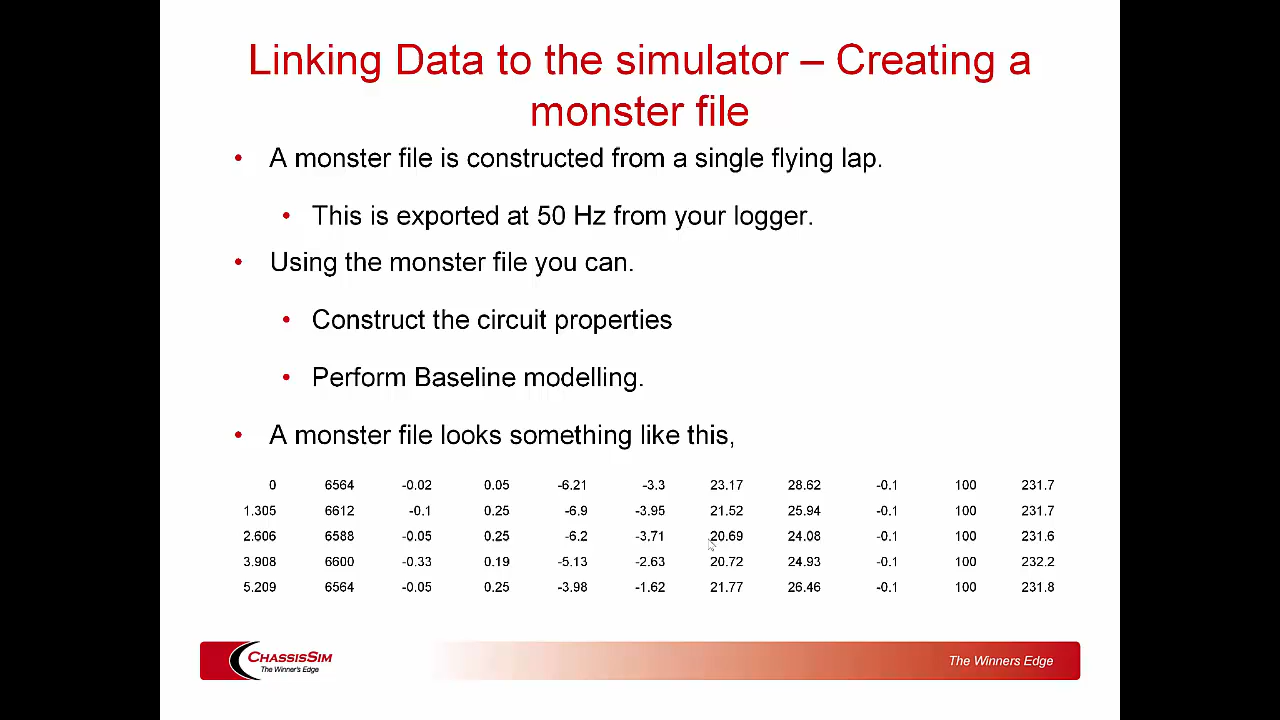 Linking Data to the simulator – Creating a
monster file
• A monster file is constructed from a single flying lap.
• This is exported at 50 Hz from your logger.
• Using the monster file you can.
• Construct the circuit properties
• Perform Baseline modelling.
• A monster file looks something like this,
0 6564 -0.02 0.05 -6.21 -3.3 23.17 28.62 -0.1 100 231.7
1.305 6612 -0.1 0.25 -6.9 -3.95 21.52 25.94 -0.1 100 231.7
2.606 6588 -0.05 0.25 -6.2 -3.71 20.69 24.08 -0.1 100 231.6
3.908 6600 -0.33 0.19 -5.13 -2.63 20.72 24.93 -0.1 100 232.2
5.209 6564 -0.05 0.25 -3.98 -1.62 21.77 26.46 -0.1 100 231.8
CHASSISSIM
The Winner's Edge
The Winners Edge